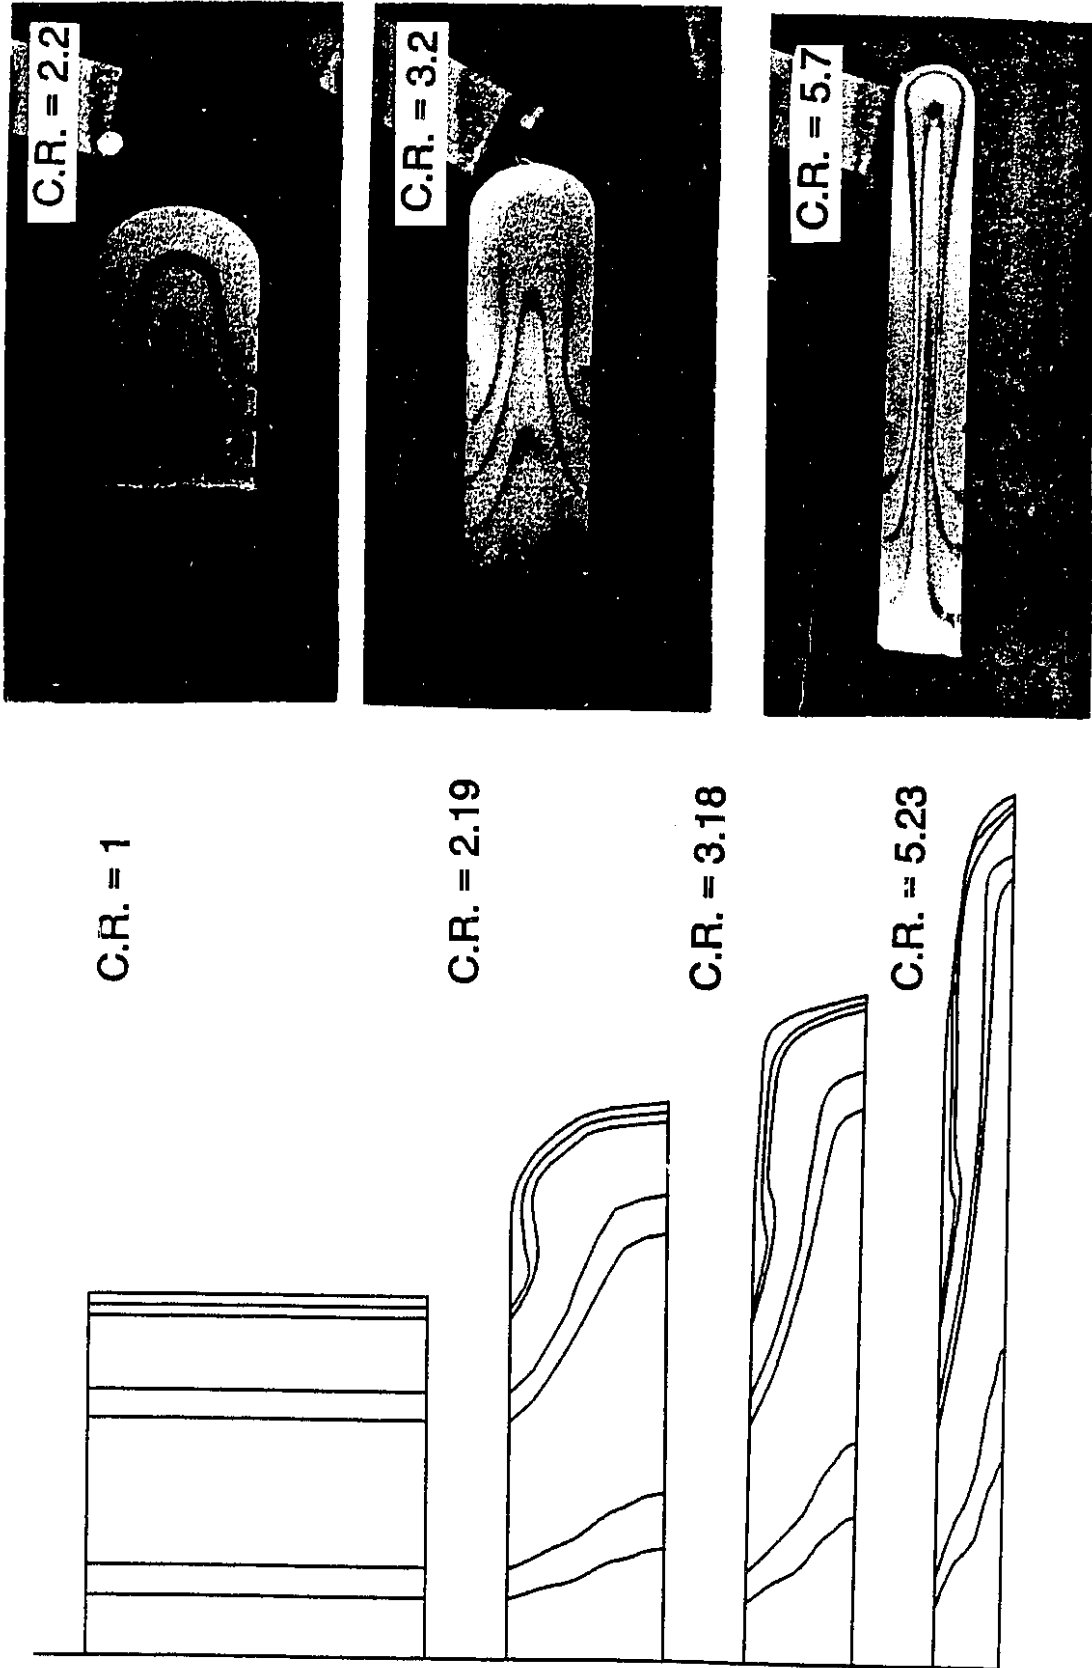 C.R. = 1
C.R. = 2.19
C.R. = 3.18
C.R. = 5.23
C.R. = 2.2
C.R. = 3.2
C.R. = 5.7